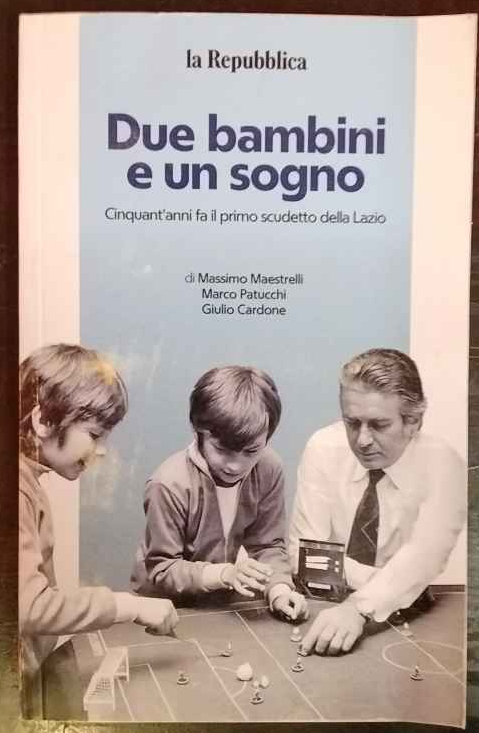 la Repubblica
Due bambini
e un sogno
Cinquant'anni fa il primo scudetto della Lazio
di Massimo Maestrelli
Marco Patucchi
Giulio Cardone